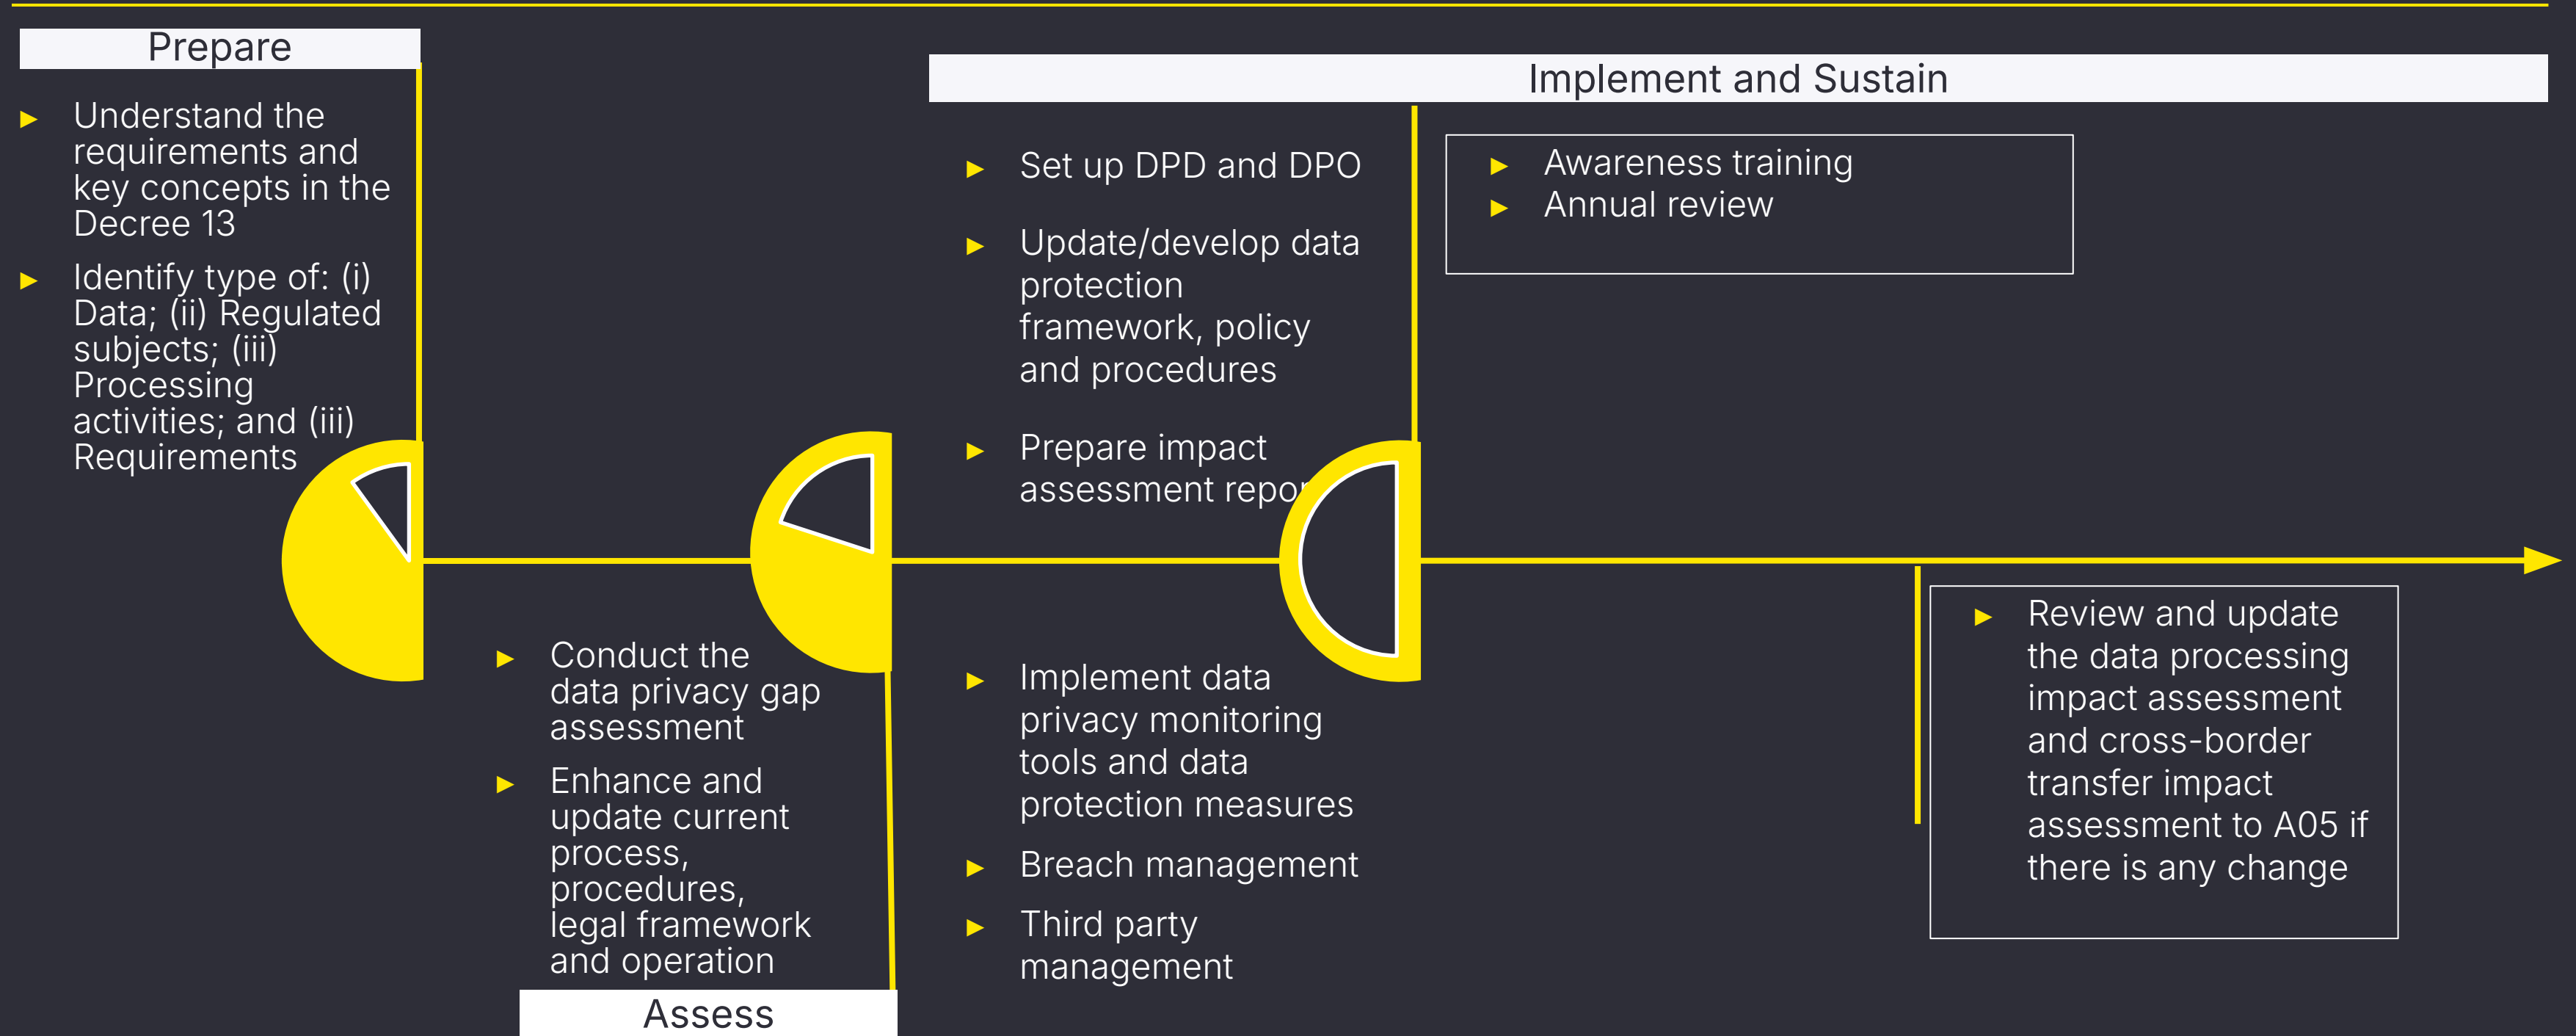 Prepare
► Understand the
requirements and
key concepts in the
Decree 13
► Identify type of: (i)
Data; (ii) Regulated
subjects; (iii)
Processing
activities; and (iii)
Requirements
► Conduct the
data privacy gap
assessment
► Enhance and
update current
process,
procedures,
legal framework
and operation
Assess
Implement and Sustain
► Set up DPD and DPO
► Update/develop data
protection
framework, policy
and procedures
► Prepare impact
assessment repor
► Implement data
privacy monitoring
tools and data
protection measures
► Breach management
► Third party
management
► Awareness training
► Annual review
► Review and update
the data processing
impact assessment
and cross-border
transfer impact
assessment to A05 if
there is any change